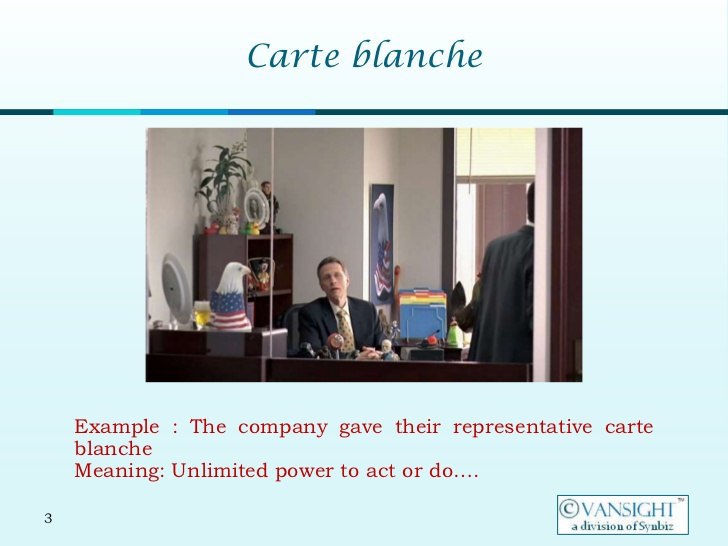 Carte blanche
Example : The company gave their representative carte
blanche
Meaning: Unlimited power to act or do....
3
©VANSIGHT™
a division of Synbiz